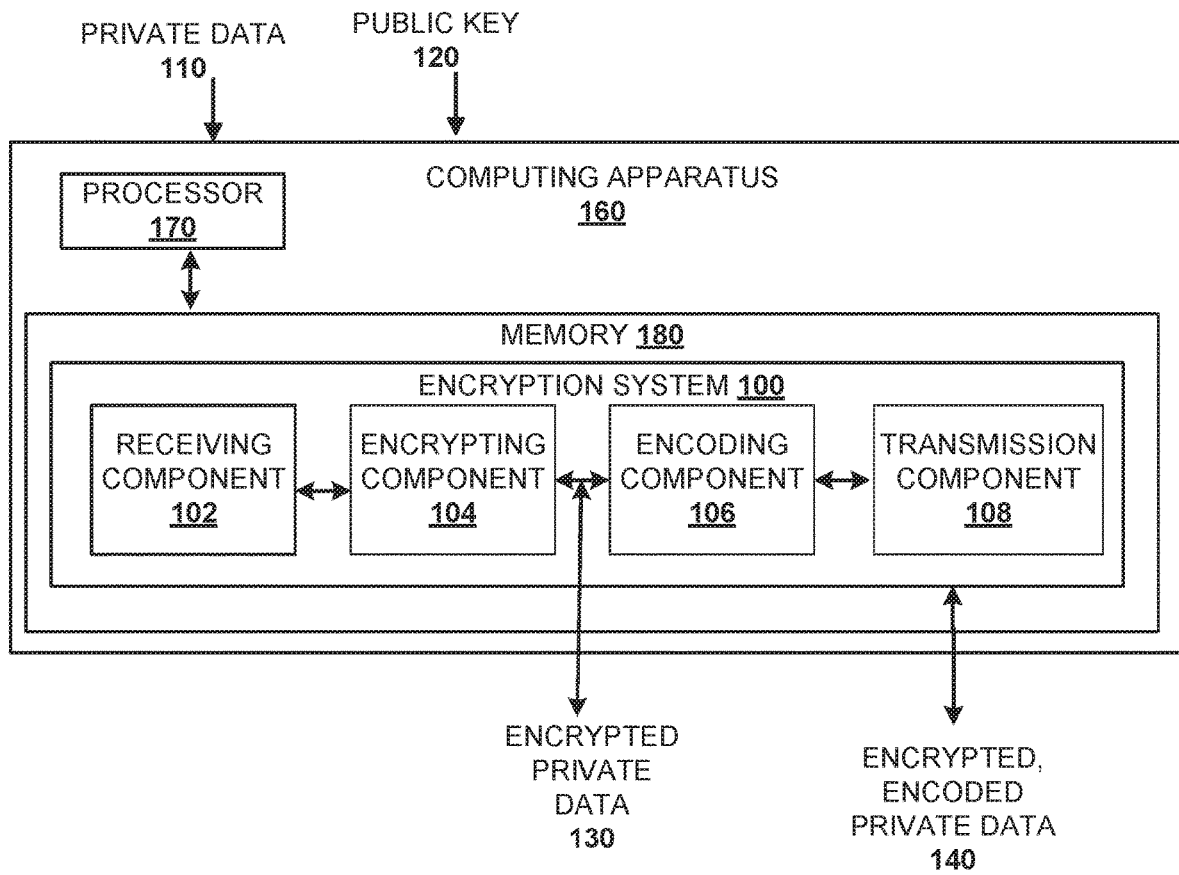 PRIVATE DATA
110
PUBLIC KEY
120
COMPUTING APPARATUS
160
PROCESSOR
170
MEMORY 180
ENCRYPTION SYSTEM 100
RECEIVING
COMPONENT
102
ENCRYPTING
COMPONENT
104
ENCODING
COMPONENT
106
TRANSMISSION
COMPONENT
108
ENCRYPTED
PRIVATE
DATA
130
ENCRYPTED,
ENCODED
PRIVATE DATA
140